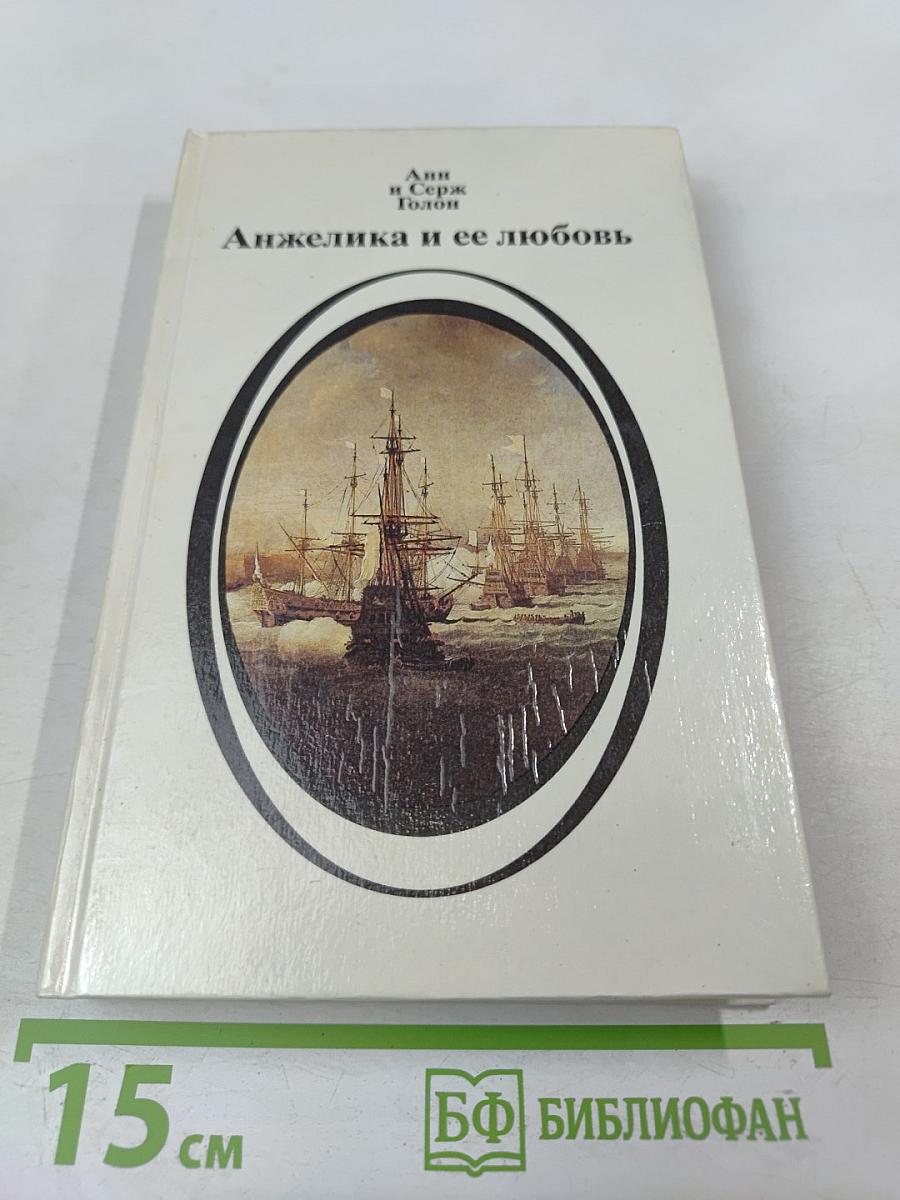 Анн
и Серж
Голон
Анжелика и ее любовь
15 см
БФ БИБЛИОФАН